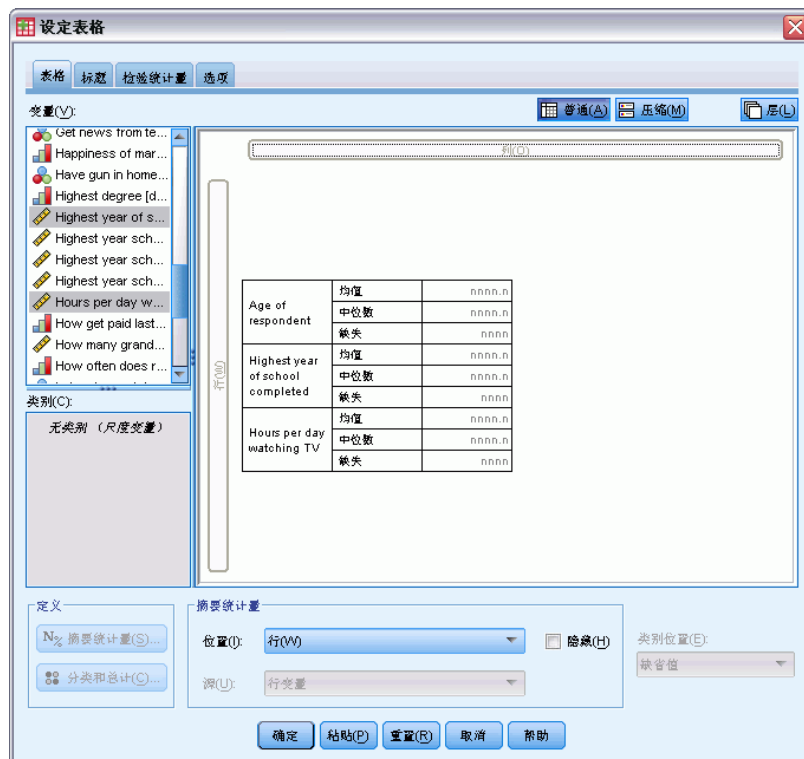 设定表格
表格 标题 检验统计量 选项
变量(V):
普通(A) 压缩(M) 层(L)
Get news from te...
Happiness of mar...
Have gun in home...
Highest degree [d...
Highest year of s...
Highest year sch...
Highest year sch...
Highest year sch...
Hours per day w...
How get paid last...
How many grand...
How often does r...
类别(C):
无类别 （尺度变量）
列(O)
行(W)
Age of respondent 均值 nnnn.n
中位数 nnnn.n
缺失 nnnn
Highest year of school completed 均值 nnnn.n
中位数 nnnn.n
缺失 nnnn
Hours per day watching TV 均值 nnnn.n
中位数 nnnn.n
缺失 nnnn
定义
N% 摘要统计量(S)...
分类和总计(C)...
摘要统计量
位置(I): 行(W) 隐藏(H)
源(U): 行变量
类别位置(E):
缺省值
确定 粘贴(P) 重置(R) 取消 帮助